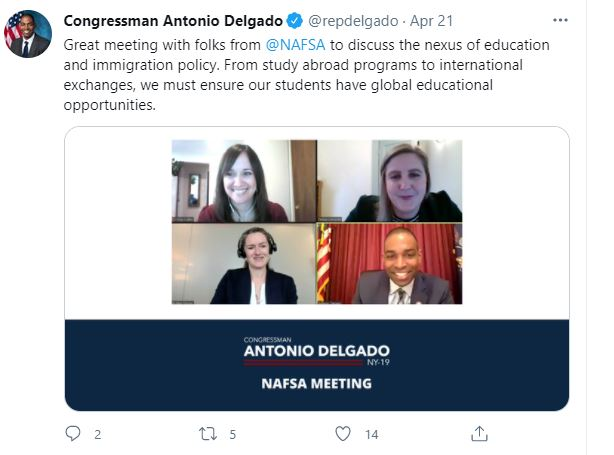 Congressman Antonio Delgado @repdelgado · Apr 21
Great meeting with folks from @NAFSA to discuss the nexus of education
and immigration policy. From study abroad programs to international
exchanges, we must ensure our students have global educational
opportunities.
CONGRESSMAN
ANTONIO DELGADO
NY-19
NAFSA MEETING
2 5 14